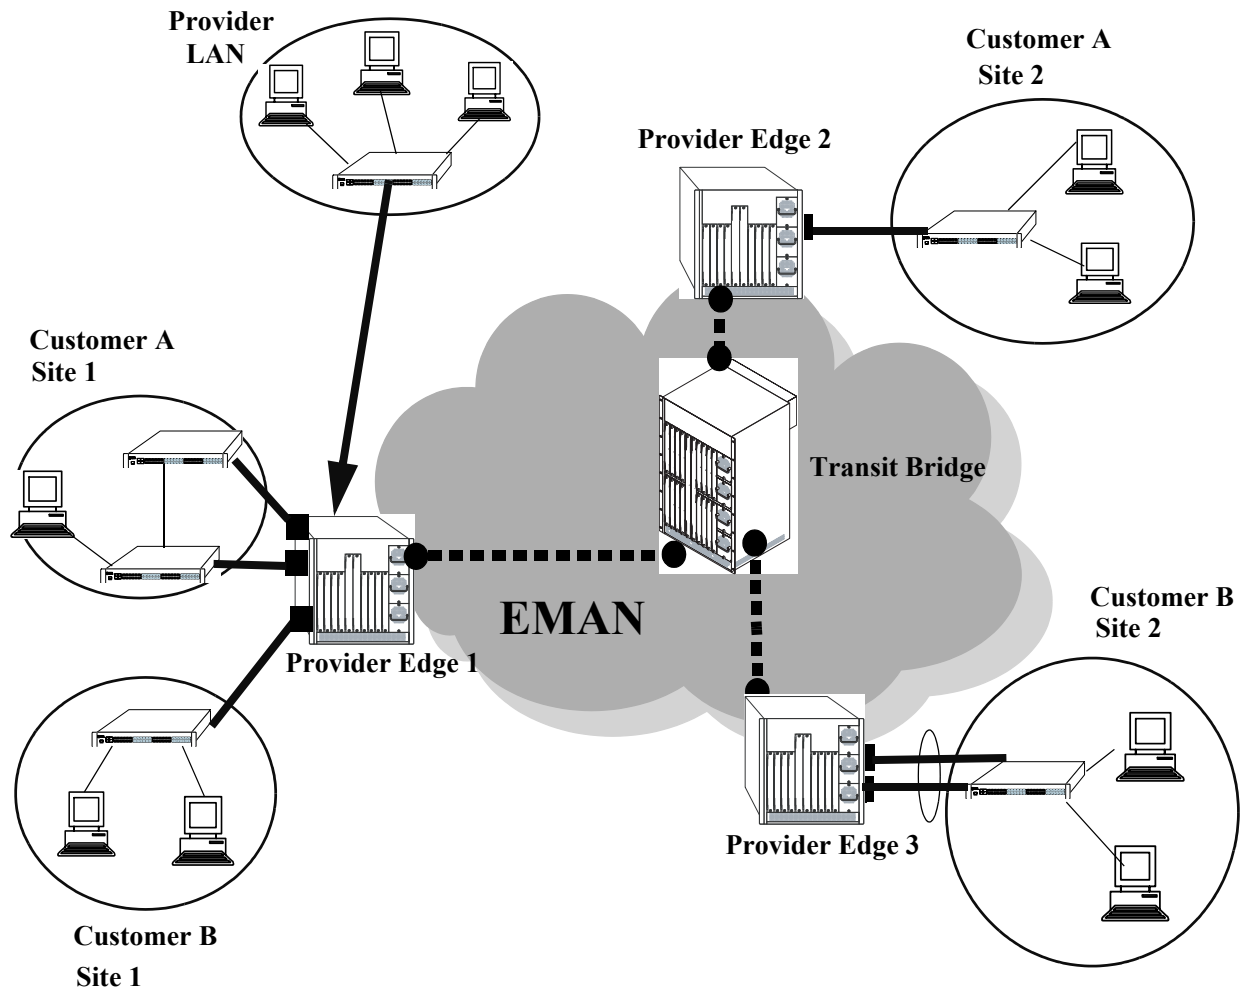 Provider
LAN
Customer A
Site 2
Provider Edge 2
Customer A
Site 1
Transit Bridge
EMAN
Provider Edge 1
Customer B
Site 2
Provider Edge 3
Customer B
Site 1